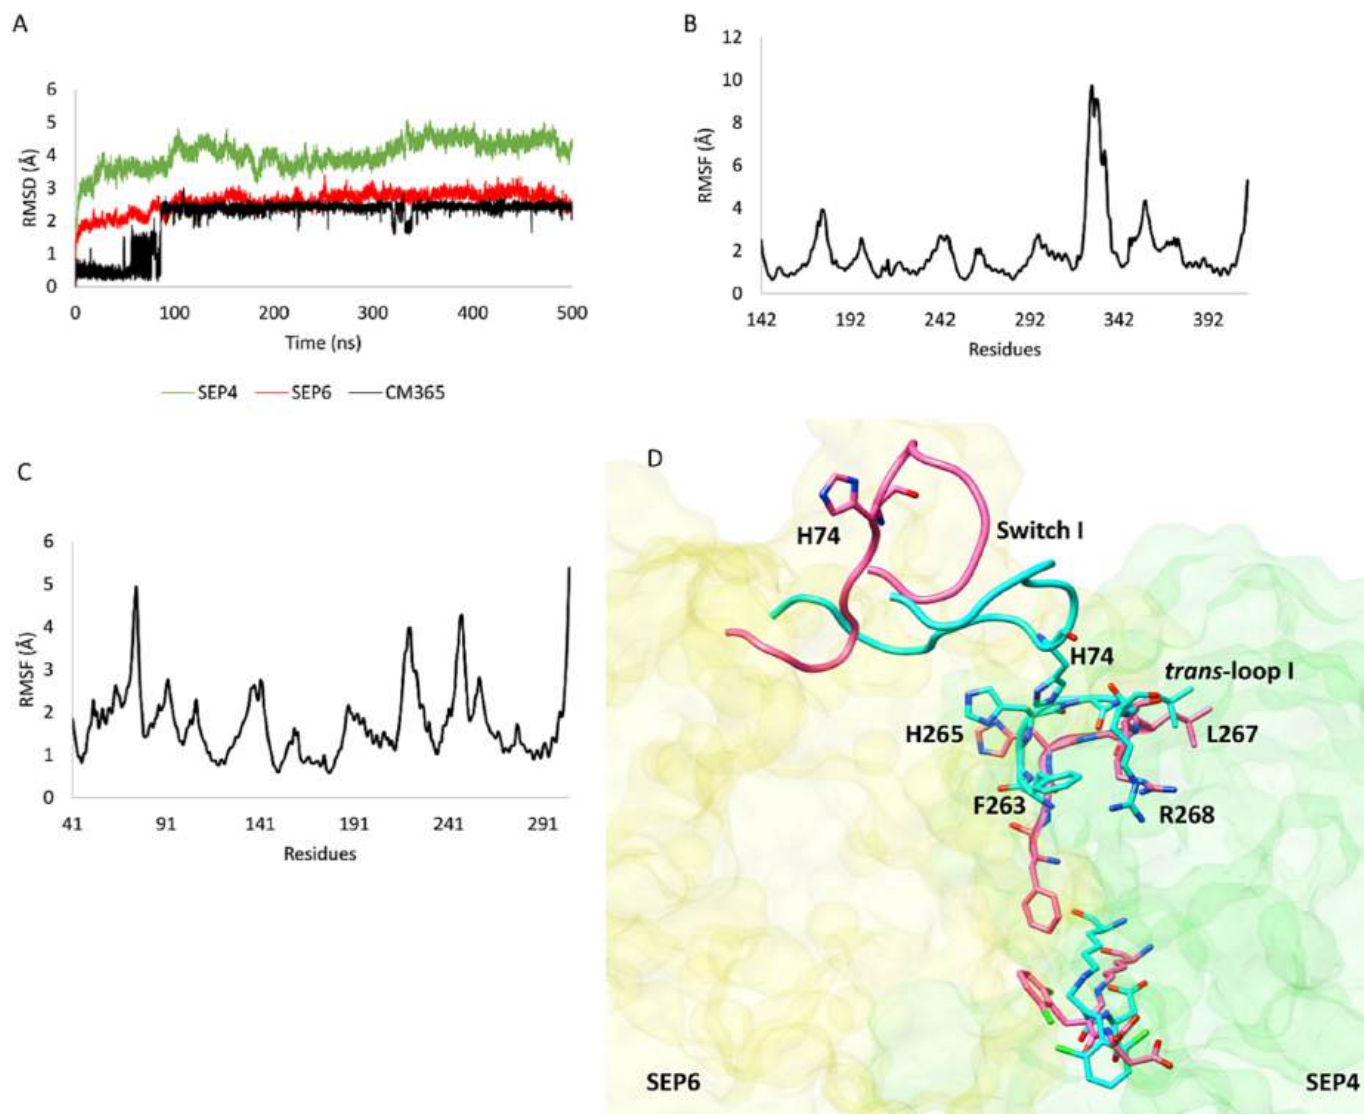 A
6
5
4
3
2
1
0
RMSD (Å)
0 100 200 300 400 500
Time (ns)
SEP4 SEP6 CM365
B
12
10
8
6
4
2
0
RMSF (Å)
142 192 242 292 342 392
Residues
C
6
5
4
3
2
1
0
RMSF (Å)
41 91 141 191 241 291
Residues
D
H74
Switch I
H74
trans-loop I
H265
L267
F263
R268
SEP6
SEP4